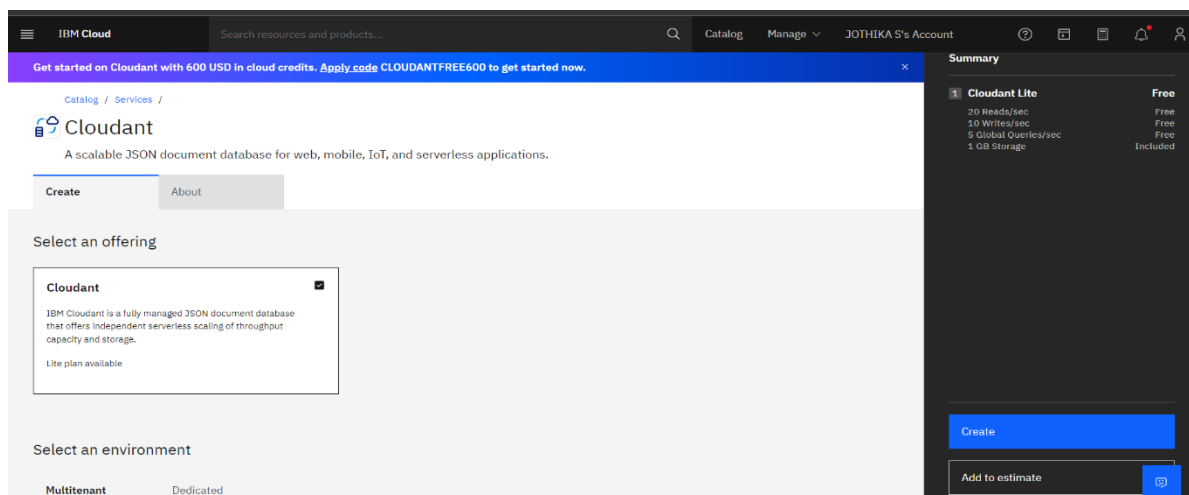 IBM Cloud
Search resources and products...
Catalog
Manage
JOTHIKA S's Account
Get started on Cloudant with 600 USD in cloud credits. Apply code CLOUDANTFREE600 to get started now.
Catalog / Services /
Cloudant
A scalable JSON document database for web, mobile, IoT, and serverless applications.
Create
About
Select an offering
Cloudant
IBM Cloudant is a fully managed JSON document database
that offers independent serverless scaling of throughput
capacity and storage.
Lite plan available
Select an environment
Multitenant
Dedicated
Summary
1 Cloudant Lite Free
20 Reads/sec Free
10 Writes/sec Free
5 Global Queries/sec Free
1 GB Storage Included
Create
Add to estimate